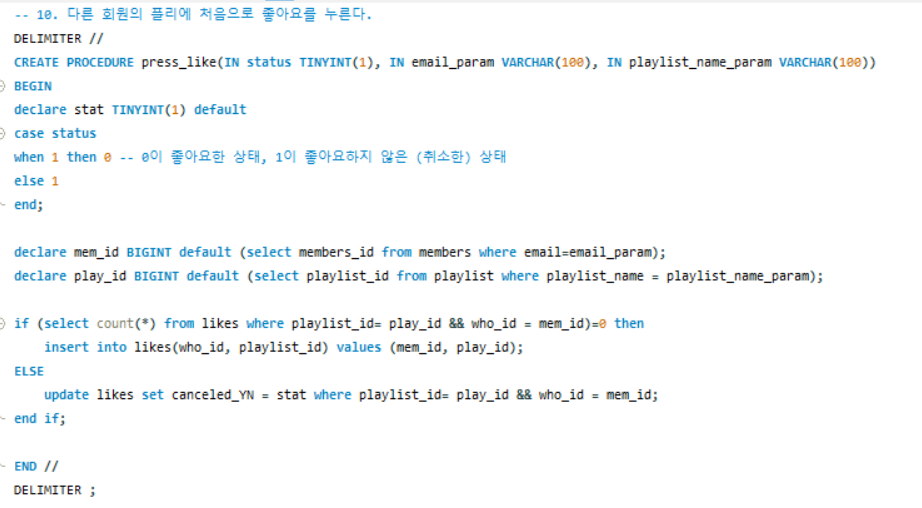 -- 10. 다른 회원의 플리에 처음으로 좋아요를 누른다.
DELIMITER //
CREATE PROCEDURE press_like(IN status TINYINT(1), IN email_param VARCHAR(100), IN playlist_name_param VARCHAR(100))
BEGIN
declare stat TINYINT(1) default
case status
when 1 then 0 -- 0이 좋아요한 상태, 1이 좋아요하지 않은 (취소한) 상태
else 1
end;
declare mem_id BIGINT default (select members_id from members where email=email_param);
declare play_id BIGINT default (select playlist_id from playlist where playlist_name = playlist_name_param);
if (select count(*) from likes where playlist_id= play_id && who_id = mem_id)=0 then
insert into likes(who_id, playlist_id) values (mem_id, play_id);
ELSE
update likes set canceled_YN = stat where playlist_id= play_id && who_id = mem_id;
end if;
END //
DELIMITER ;